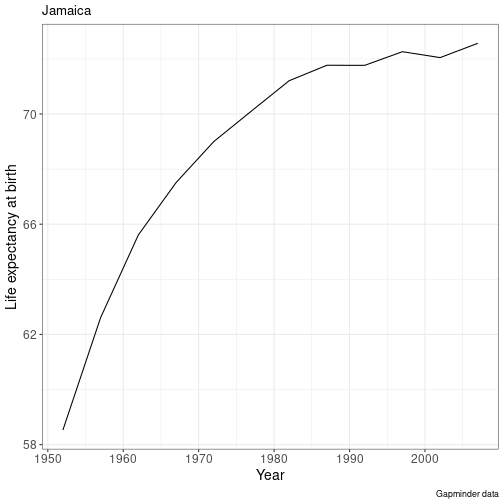 Jamaica
70
66
62
58
Life expectancy at birth
1950 1960 1970 1980 1990 2000
Year
Gapminder data